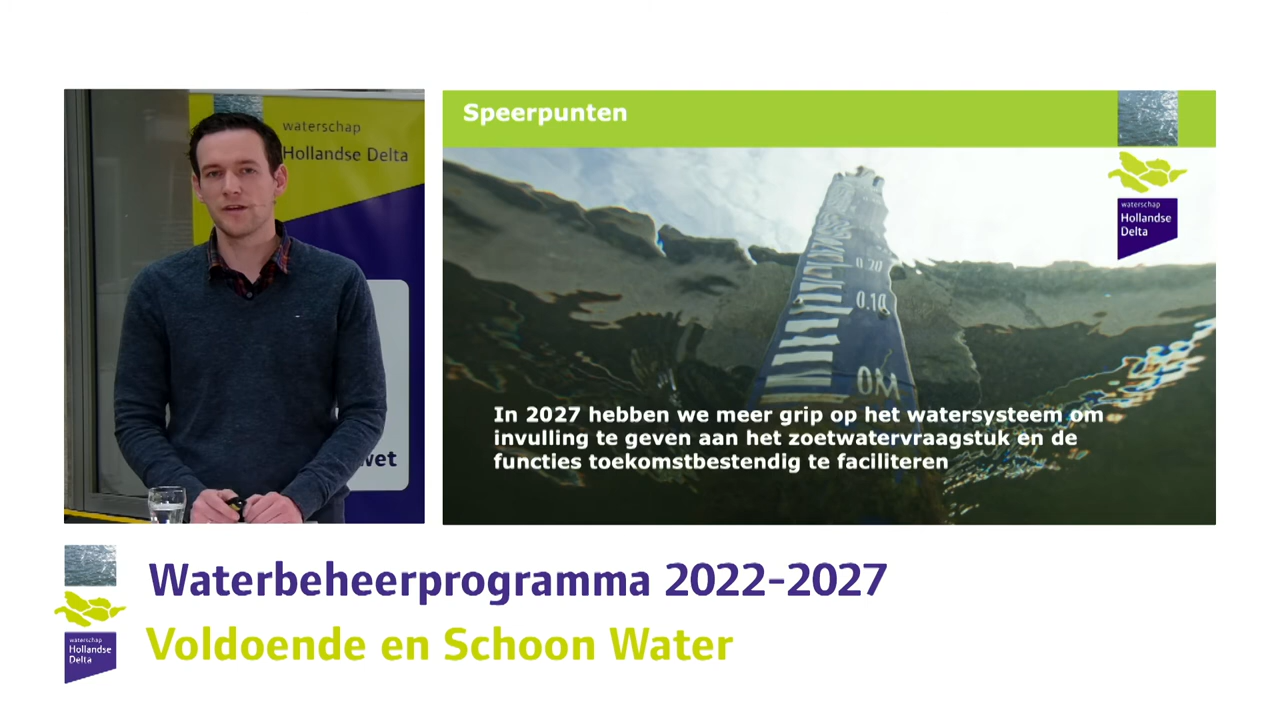 waterschap
Hollandse Delta
wet
Speerpunten
waterschap
Hollandse
Delta
0.20
0.10
0M
In 2027 hebben we meer grip op het watersysteem om
invulling te geven aan het zoetwatervraagstuk en de
functies toekomstbestendig te faciliteren
waterschap
Hollandse
Delta
Waterbeheerprogramma 2022-2027
Voldoende en Schoon Water